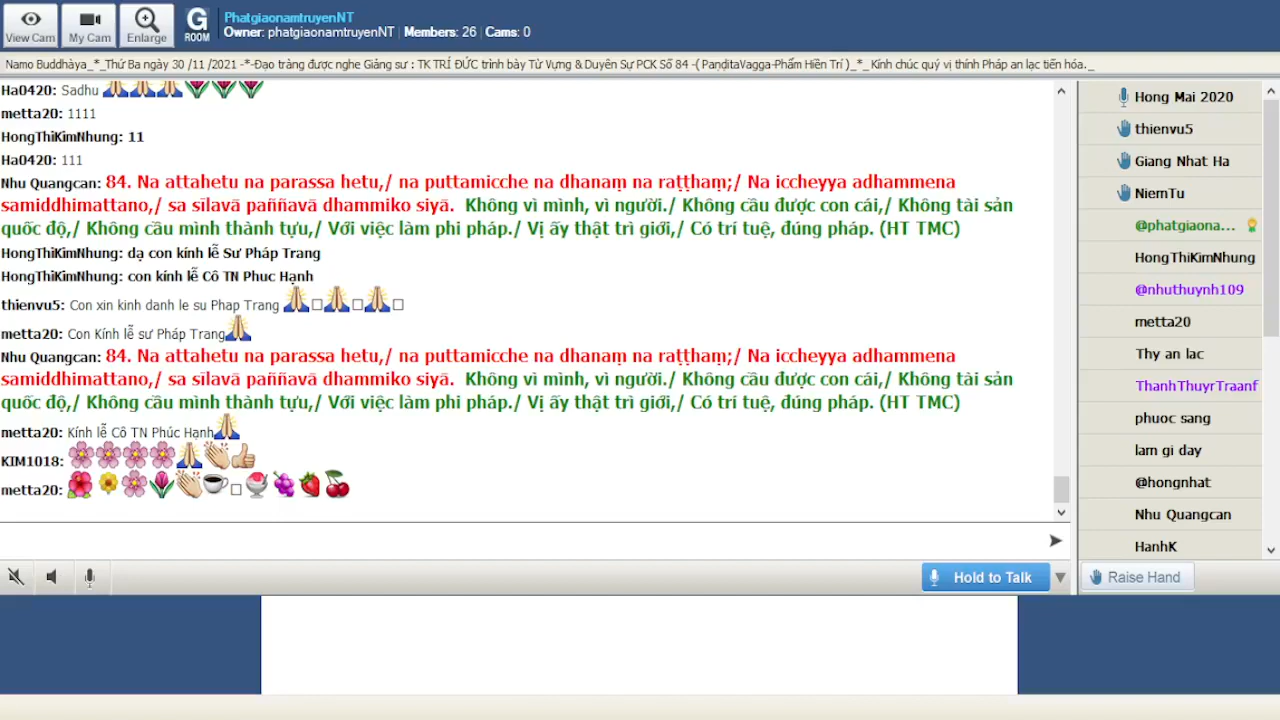 View Cam
My Cam
Enlarge
G
ROOM
PhatgiaonamtruyenNT
Owner: phatgiaonamtruyenNT | Members: 26 | Cams: 0
Namo Buddhàya_*_Thứ Ba ngày 30 /11 /2021 -*-Đạo tràng được nghe Giảng sư : TK TRÍ ĐỨC trình bày Từ Vựng & Duyên Sự PCK Số 84 -( PaṇḍitaVagga-Phẩm Hiền Trí )_*_ Kính chúc quý vị thính Pháp an lạc tiến hóa._
Ha0420: Sadhu
metta20: 1111
HongThiKimNhung: 11
Ha0420: 111
Nhu Quangcan: 84. Na attahetu na parassa hetu,/ na puttamicche na dhanaṃ na raṭṭhaṃ;/ Na iccheyya adhammena
samiddhimattano,/ sa sīlavā paññavā dhammiko siyā. Không vì mình, vì người./ Không cầu được con cái,/ Không tài sản
quốc độ,/ Không cầu mình thành tựu,/ Với việc làm phi pháp./ Vị ấy thật trì giới,/ Có trí tuệ, đúng pháp. (HT TMC)
HongThiKimNhung: dạ con kính lễ Sư Pháp Trang
HongThiKimNhung: con kính lễ Cô TN Phuc Hạnh
thienvu5: Con xin kinh danh le su Phap Trang
metta20: Con Kính lễ sư Pháp Trang
Nhu Quangcan: 84. Na attahetu na parassa hetu,/ na puttamicche na dhanaṃ na raṭṭhaṃ;/ Na iccheyya adhammena
samiddhimattano,/ sa sīlavā paññavā dhammiko siyā. Không vì mình, vì người./ Không cầu được con cái,/ Không tài sản
quốc độ,/ Không cầu mình thành tựu,/ Với việc làm phi pháp./ Vị ấy thật trì giới,/ Có trí tuệ, đúng pháp. (HT TMC)
metta20: Kính lễ Cô TN Phúc Hạnh
KIM1018:
metta20:
Hold to Talk
Hong Mai 2020
thienvu5
Giang Nhat Ha
NiemTu
@phatgiaona...
HongThiKimNhung
@nhuthuynh109
metta20
Thy an lac
ThanhThuyrTraanf
phuoc sang
lam gi day
@hongnhat
Nhu Quangcan
HanhK
Raise Hand